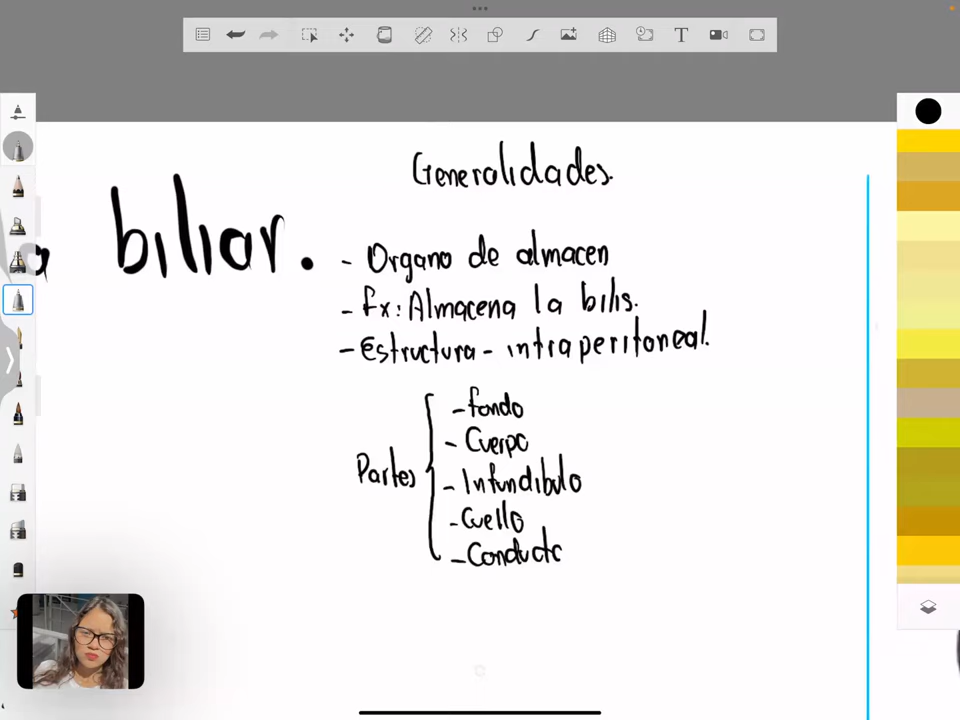 Generalidades.
a biliar.
- Organo de almacen
- fx: Almacena la bilis.
- Estructura - intraperitoneal.
Partes
- fondo
- Cuerpo
- Infundibulo
- Cuello
- Conducto
T